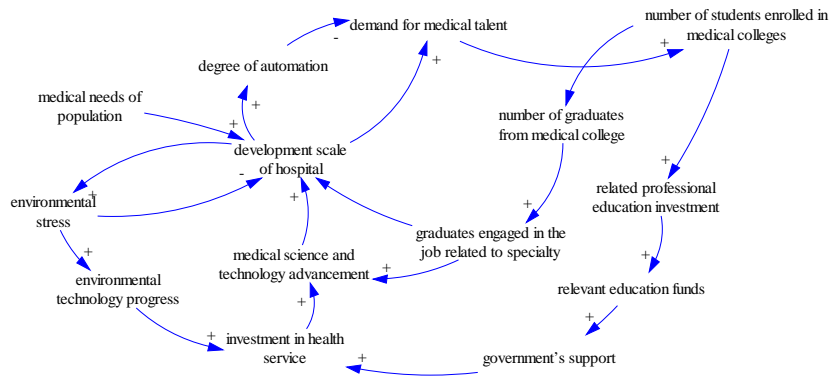 number of students enrolled in
medical colleges
demand for medical talent
+
-
+
degree of automation
+
medical needs of
population
+
number of graduates
from medical college
development scale
of hospital
-
+
related professional
education investment
+
environmental
stress
+
+
+
graduates engaged in the
job related to specialty
medical science and
technology advancement
+
+
+
environmental
technology progress
relevant education funds
+
+
+
investment in health
service
+
government's support
+